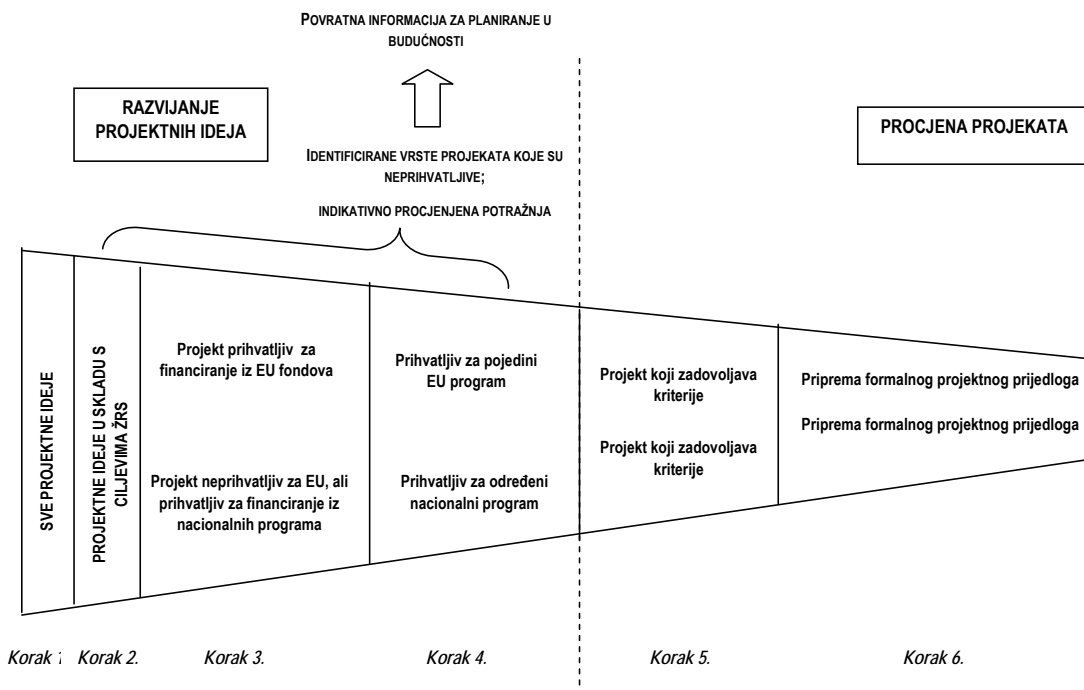 POVRATNA INFORMACIJA ZA PLANIRANJE U
BUDUĆNOSTI
RAZVIJANJE
PROJEKTNIH IDEJA
PROCJENA PROJEKATA
IDENTIFICIRANE VRSTE PROJEKATA KOJE SU
NEPRIHVATLJIVE;
INDIKATIVNO PROCJENJENA POTRAŽNJA
SVE PROJEKTNE IDEJE
PROJEKTNE IDEJE U SKLADU S
CILJEVIMA ŽRS
Projekt prihvatljiv za
financiranje iz EU fondova
Projekt neprihvatljiv za EU, ali
prihvatljiv za financiranje iz
nacionalnih programa
Prihvatljiv za pojedini
EU program
Prihvatljiv za određeni
nacionalni program
Projekt koji zadovoljava
kriterije
Projekt koji zadovoljava
kriterije
Priprema formalnog projektnog prijedloga
Priprema formalnog projektnog prijedloga
Korak 1
Korak 2.
Korak 3.
Korak 4.
Korak 5.
Korak 6.